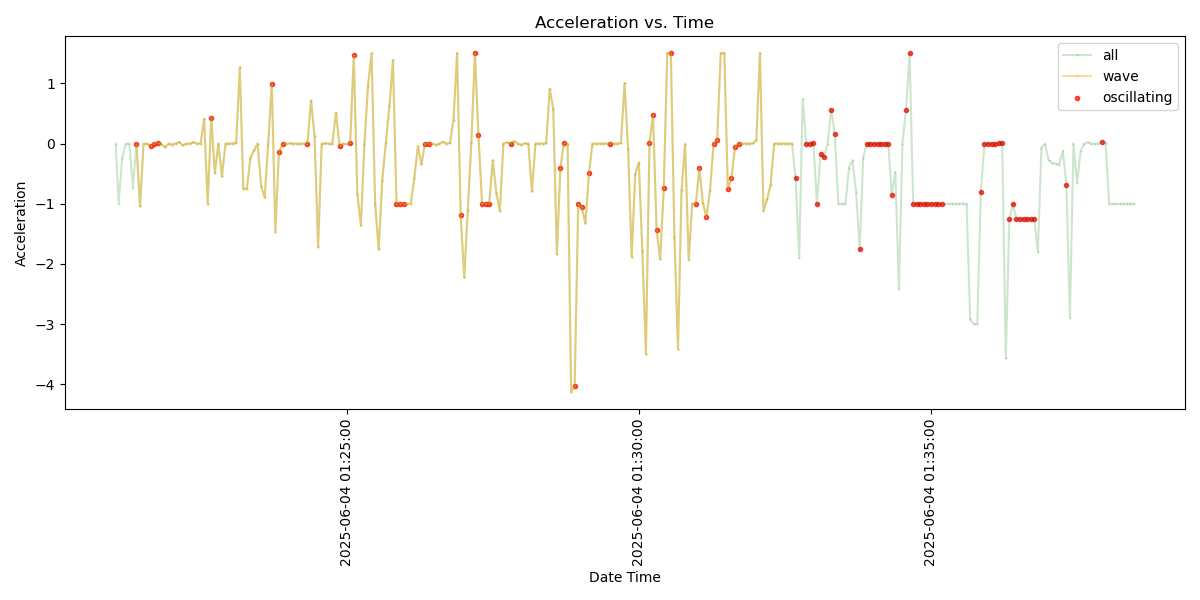 Acceleration vs. Time
all
wave
oscillating
Acceleration
1
0
−1
−2
−3
−4
2025-06-04 01:25:00
2025-06-04 01:30:00
2025-06-04 01:35:00
Date Time